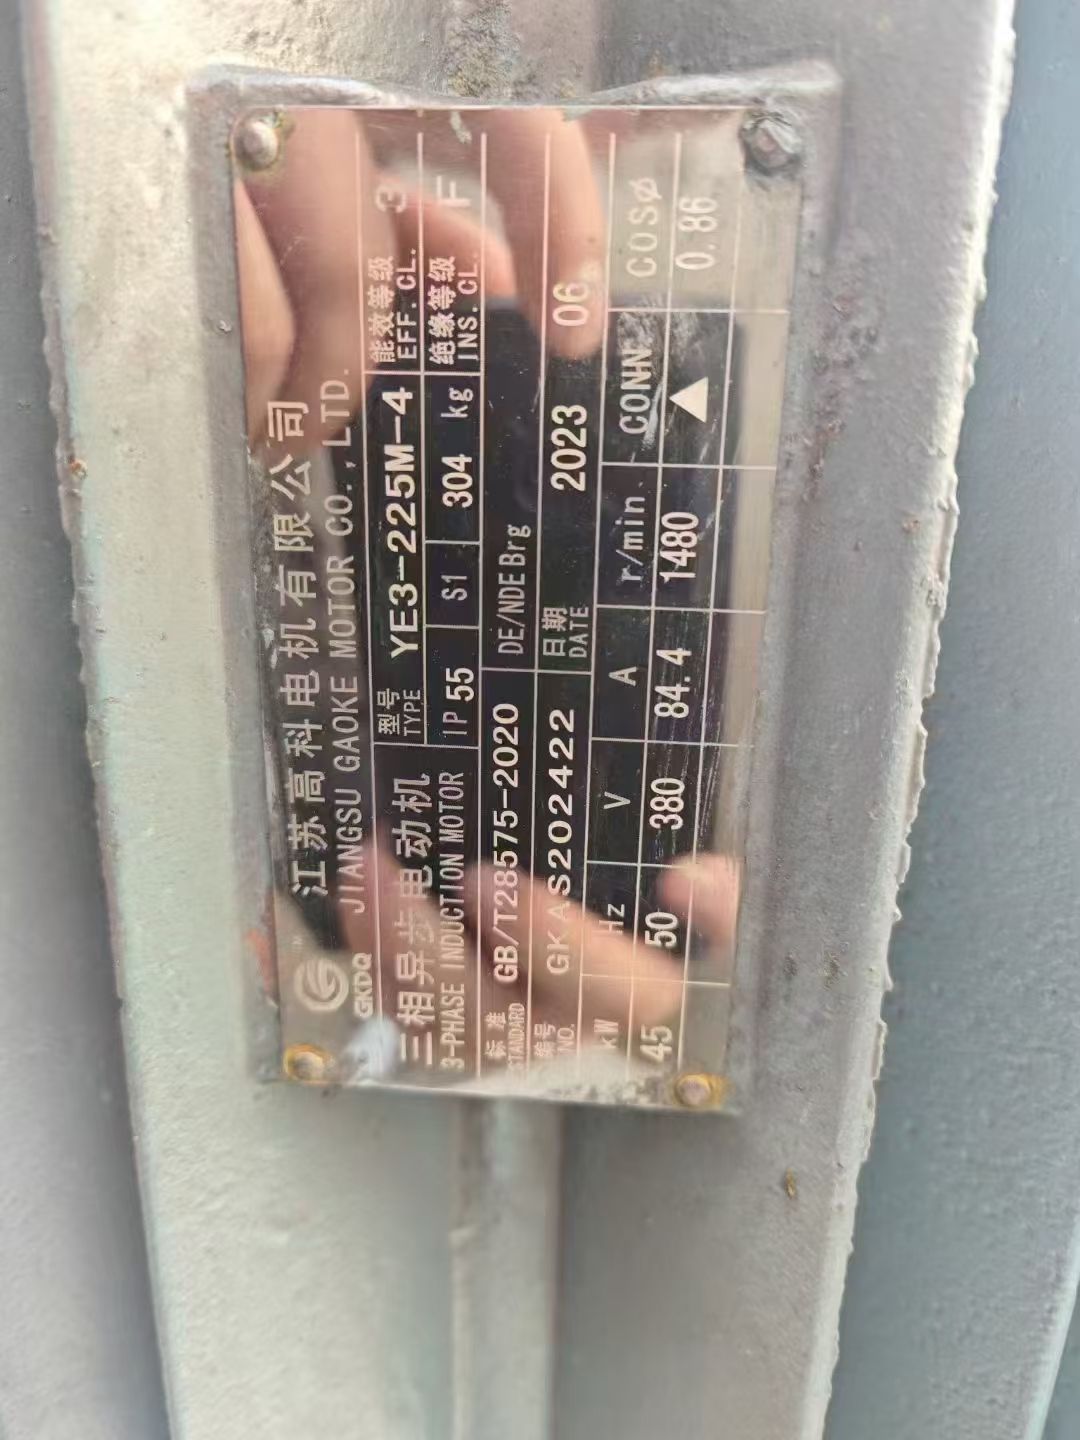 GKDQ
江苏高科电机有限公司
JIANGSU GAOKE MOTOR CO., LTD.
三相异步电动机
3-PHASE INDUCTION MOTOR
型号
TYPE
YE3-225M-4
能效等级
EFF. CL.
3
IP 55
S1
304 kg
绝缘等级
INS. CL.
F
标准
STANDARD
GB/T28575-2020
DE/NDE Brg
编号
NO.
GKAS202422
日期
DATE
2023 06
kW Hz V A r/min CONN COSø
45 50 380 84.4 1480 △ 0.86